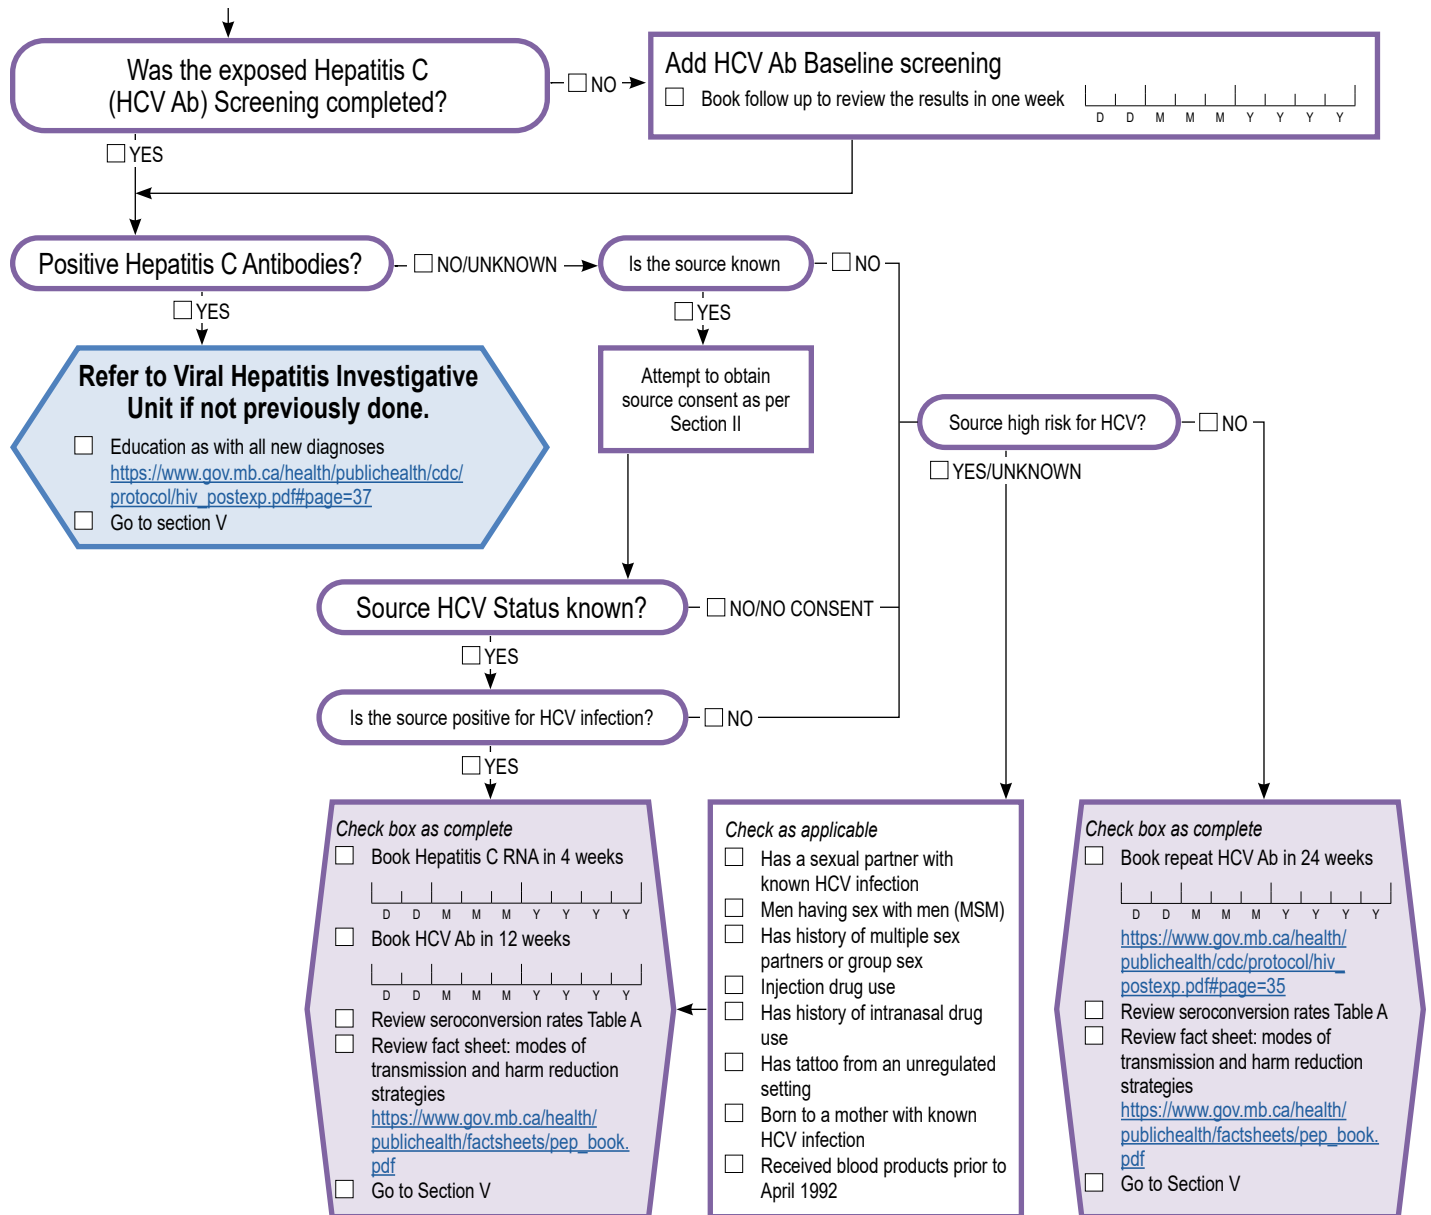 Was the exposed Hepatitis C
(HCV Ab) Screening completed?
NO
Add HCV Ab Baseline screening
Book follow up to review the results in one week
D D M M M Y Y Y Y
YES
Positive Hepatitis C Antibodies?
NO/UNKNOWN
Is the source known
NO
YES
YES
Refer to Viral Hepatitis Investigative
Unit if not previously done.
Education as with all new diagnoses
https://www.gov.mb.ca/health/publichealth/cdc/
protocol/hiv_postexp.pdf#page=37
Go to section V
Attempt to obtain
source consent as per
Section II
Source high risk for HCV?
NO
YES/UNKNOWN
Source HCV Status known?
NO/NO CONSENT
YES
Is the source positive for HCV infection?
NO
YES
Check box as complete
Book Hepatitis C RNA in 4 weeks
D D M M M Y Y Y Y
Book HCV Ab in 12 weeks
D D M M M Y Y Y Y
Review seroconversion rates Table A
Review fact sheet: modes of
transmission and harm reduction
strategies
https://www.gov.mb.ca/health/
publichealth/factsheets/pep_book.
pdf
Go to Section V
Check as applicable
Has a sexual partner with
known HCV infection
Men having sex with men (MSM)
Has history of multiple sex
partners or group sex
Injection drug use
Has history of intranasal drug
use
Has tattoo from an unregulated
setting
Born to a mother with known
HCV infection
Received blood products prior to
April 1992
Check box as complete
Book repeat HCV Ab in 24 weeks
D D M M M Y Y Y Y
https://www.gov.mb.ca/health/
publichealth/cdc/protocol/hiv_
postexp.pdf#page=35
Review seroconversion rates Table A
Review fact sheet: modes of
transmission and harm reduction
strategies
https://www.gov.mb.ca/health/
publichealth/factsheets/pep_book.
pdf
Go to Section V